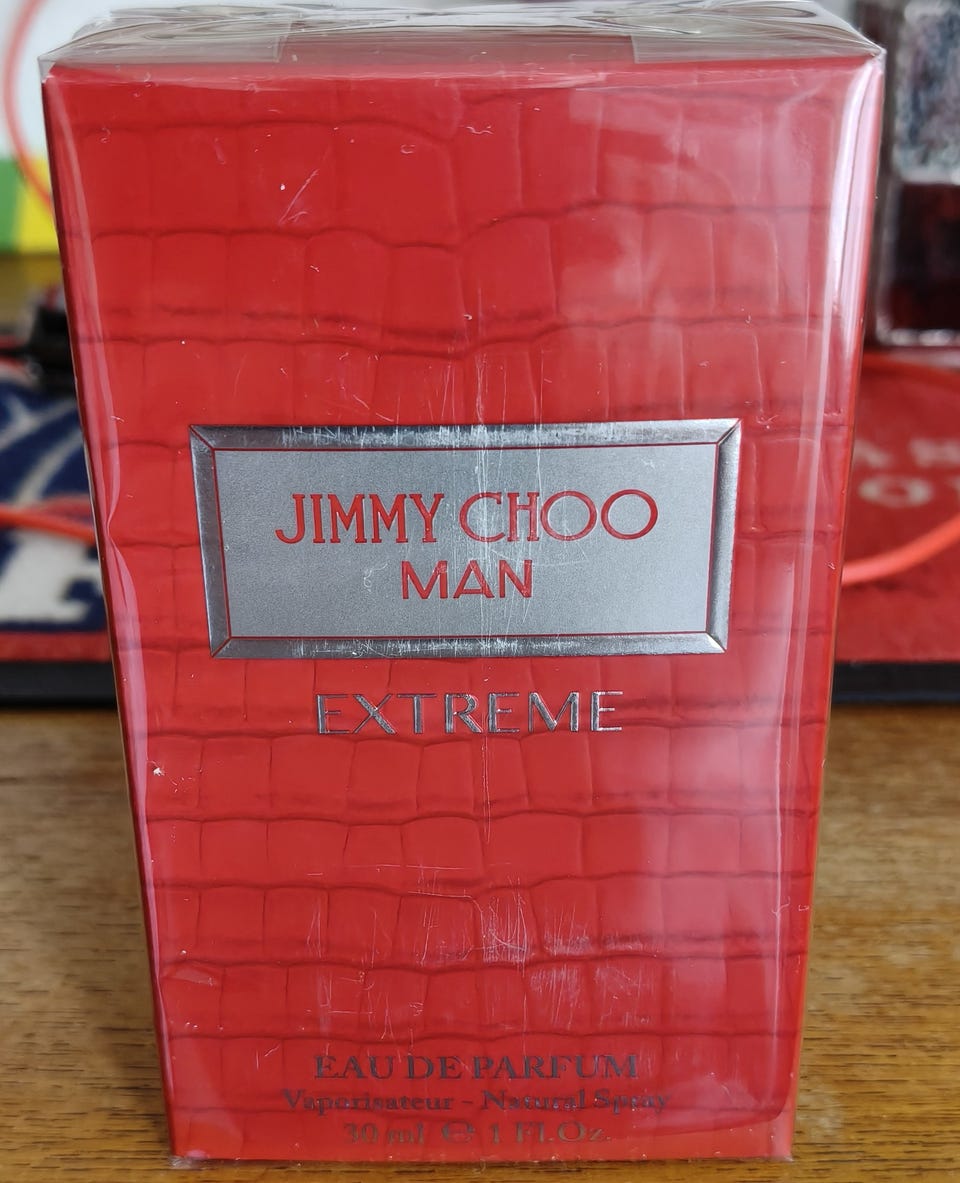 JIMMY CHOO
MAN
EXTREME
EAU DE PARFUM
Vaporisateur - Natural Spray
30 ml ℮ 1 Fl.Oz.